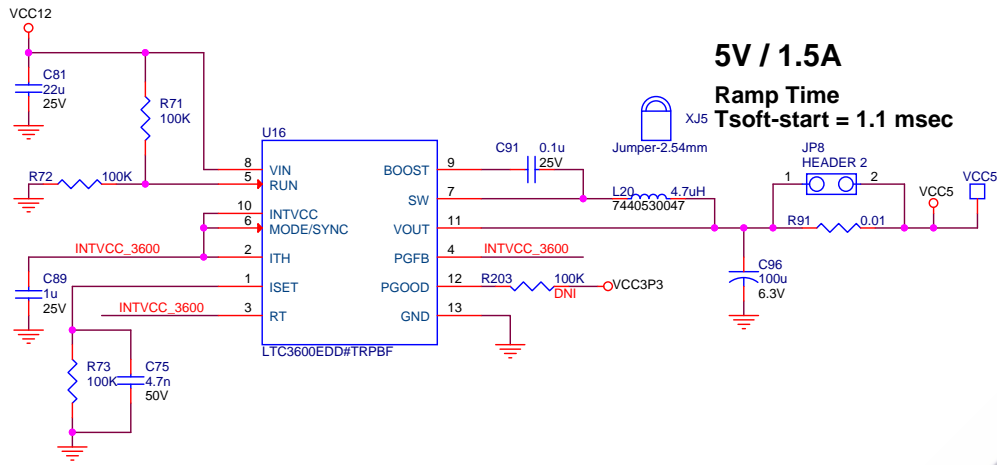 VCC12
C81
22u
25V
R71
100K
R72
100K
U16
8 VIN
5 RUN
10 INTVCC
6 MODE/SYNC
2 ITH
1 ISET
3 RT
BOOST 9
SW 7
VOUT 11
PGFB 4
PGOOD 12
GND 13
LTC3600EDD#TRPBF
INTVCC_3600
C89
1u
25V
INTVCC_3600
R73
100K
C75
4.7n
50V
C91 0.1u
25V
5V / 1.5A
Ramp Time
Tsoft-start = 1.1 msec
XJ5
Jumper-2.54mm
L20 4.7uH
7440530047
JP8
HEADER 2
1 2
R91 0.01
VCC5
VCC5
INTVCC_3600
R203 100K
DNI
VCC3P3
C96
100u
6.3V